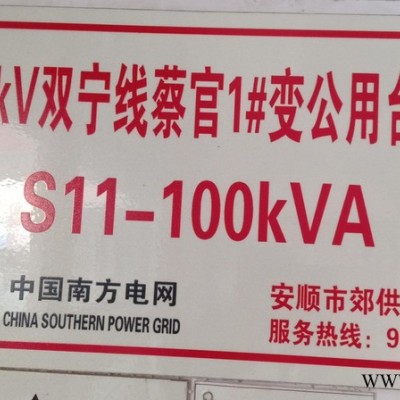 kV双宁线蔡官1#变公用台
S11-100kVA
中国南方电网
CHINA SOUTHERN POWER GRID
安顺市郊供
服务热线：9
www.